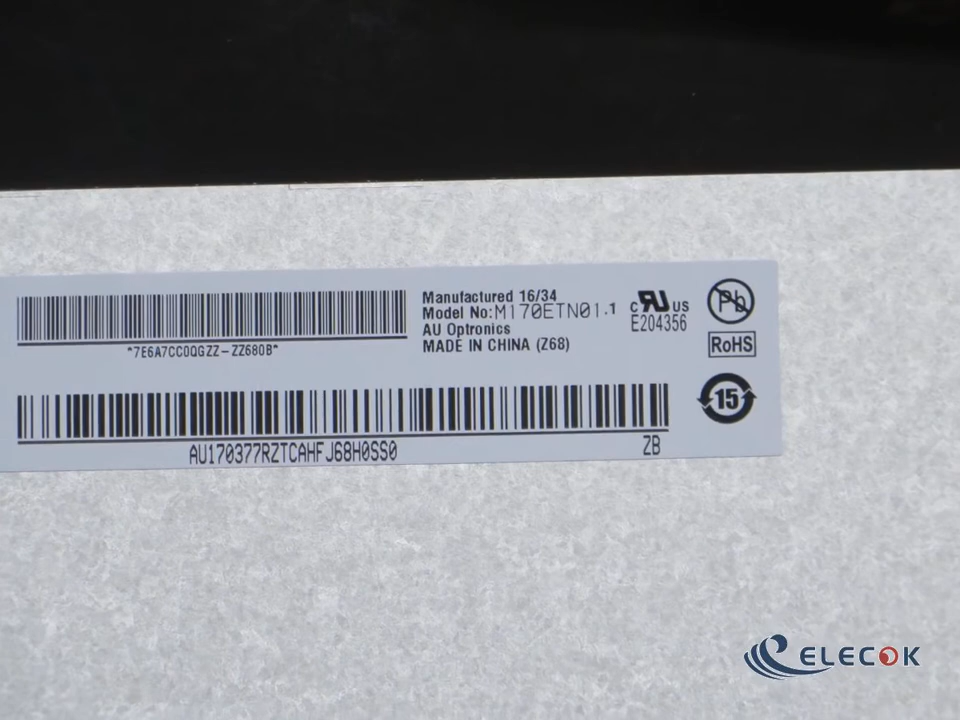 Manufactured 16/34
Model No:M170ETN01.1
AU Optronics
MADE IN CHINA (Z68)
*7E6A7CC0QGZZ-ZZ680B*
c RU US
E204356
Pb
RoHS
15
AU170377RZTCAHFJ68H0SS0 ZB
ELECOK